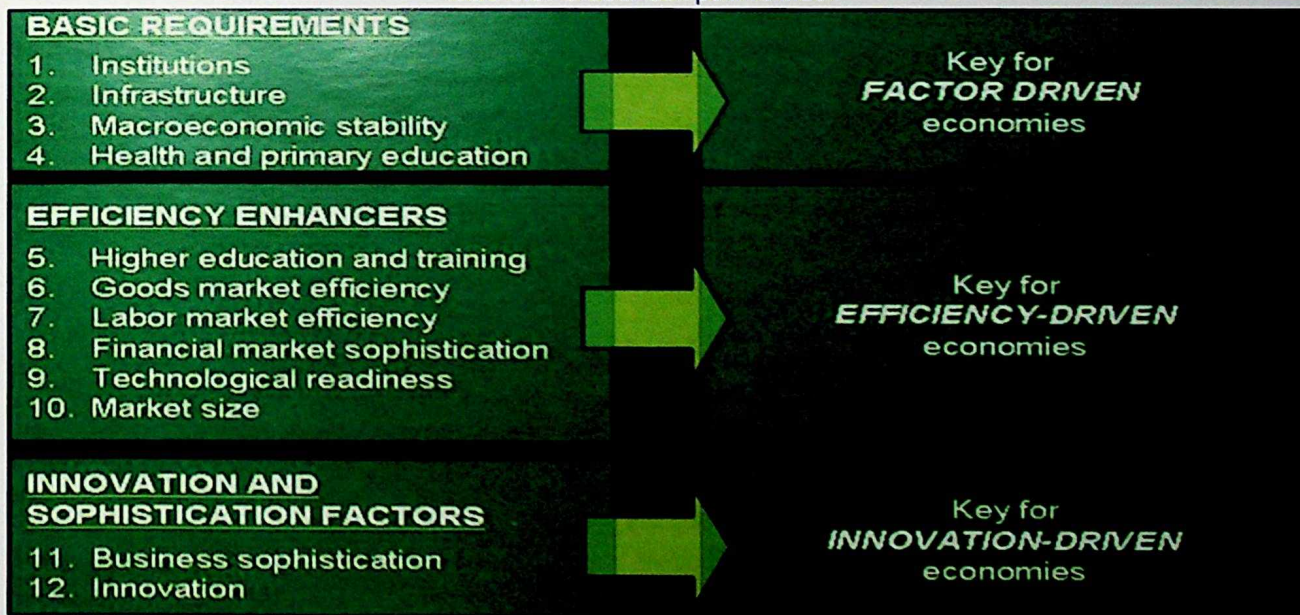 BASIC REQUIREMENTS
1. Institutions
2. Infrastructure
3. Macroeconomic stability
4. Health and primary education
Key for
FACTOR DRIVEN
economies
EFFICIENCY ENHANCERS
5. Higher education and training
6. Goods market efficiency
7. Labor market efficiency
8. Financial market sophistication
9. Technological readiness
10. Market size
Key for
EFFICIENCY-DRIVEN
economies
INNOVATION AND
SOPHISTICATION FACTORS
11. Business sophistication
12. Innovation
Key for
INNOVATION-DRIVEN
economies